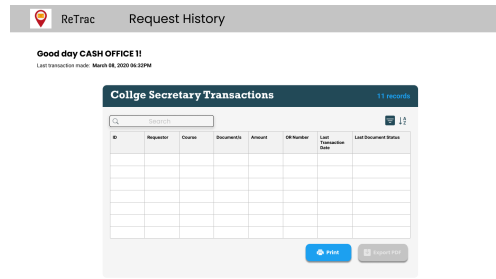 ReTrac
Request History
Good day CASH OFFICE 1!
Last transaction made: March 08, 2020 06:32PM
Collge Secretary Transactions
11 records
Search
ID Requestor Course Document/s Amount OR Number Last Transaction Date Last Document Status
Print
Export PDF